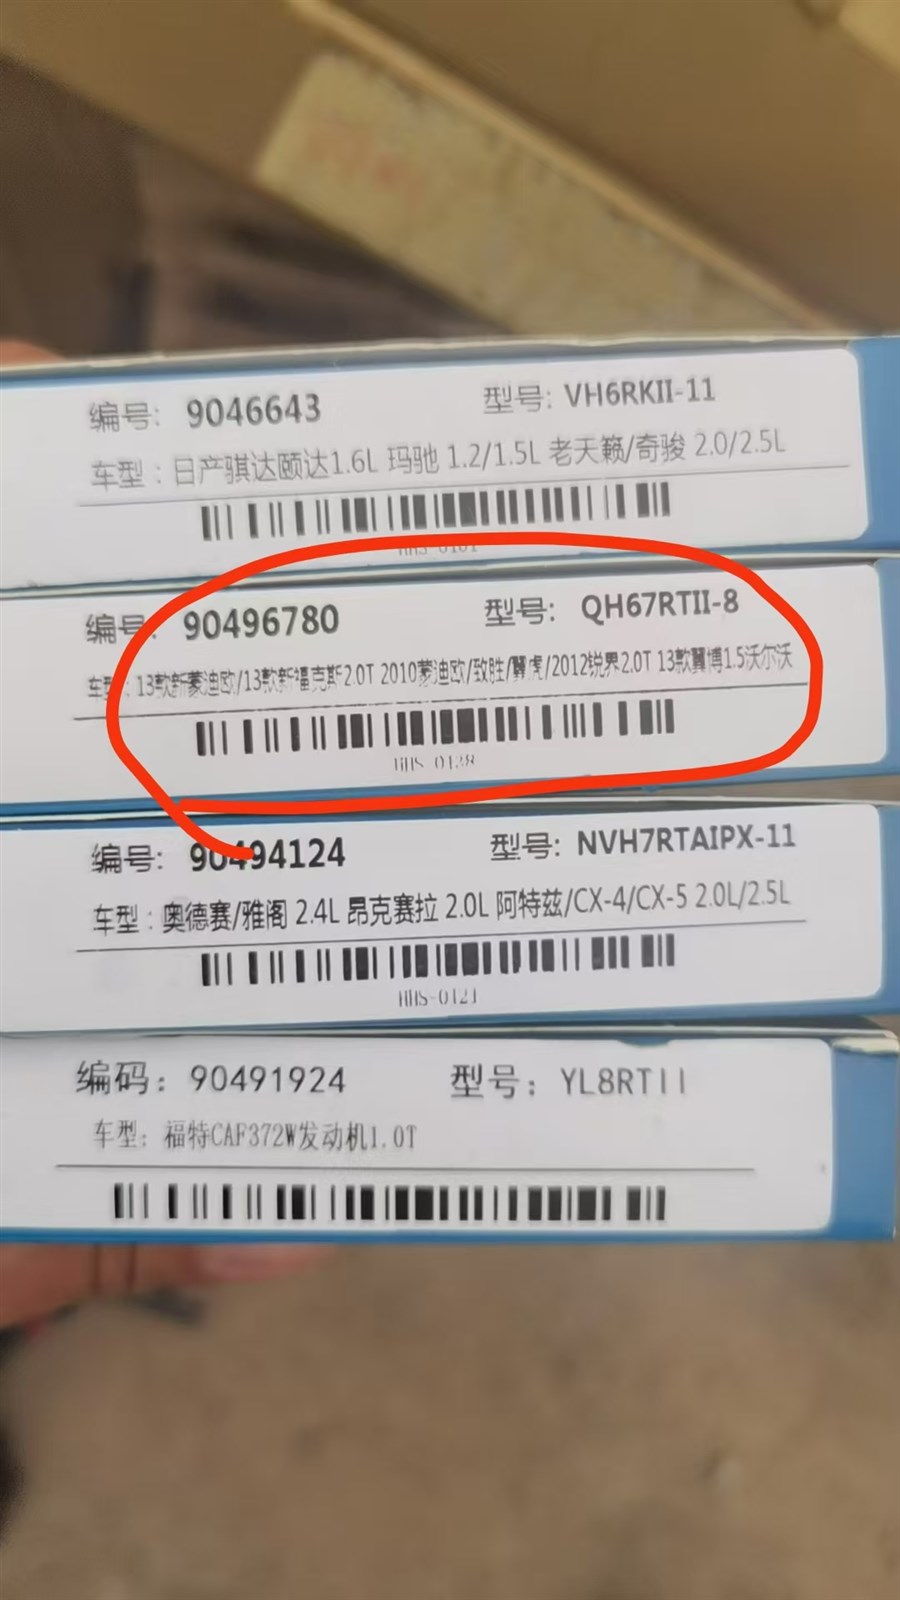 编号: 9046643 型号: VH6RKII-11
车型：日产骐达颐达1.6L 玛驰 1.2/1.5L 老天籁/奇骏 2.0/2.5L
编号: 90496780 型号: QH67RTII-8
车型: 13款新蒙迪欧/13款新福克斯2.0T 2010蒙迪欧/致胜/翼虎/2012锐界2.0T 13款翼博1.5沃尔沃
HHS-0128
编号: 90494124 型号: NVH7RTAIPX-11
车型：奥德赛/雅阁 2.4L 昂克赛拉 2.0L 阿特兹/CX-4/CX-5 2.0L/2.5L
HHS-0121
编码：90491924 型号：YL8RTII
车型：福特CAF372W发动机1.0T